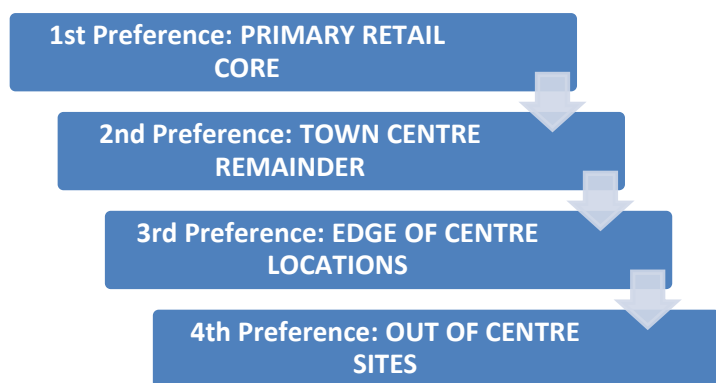 1st Preference: PRIMARY RETAIL
CORE
2nd Preference: TOWN CENTRE
REMAINDER
3rd Preference: EDGE OF CENTRE
LOCATIONS
4th Preference: OUT OF CENTRE
SITES